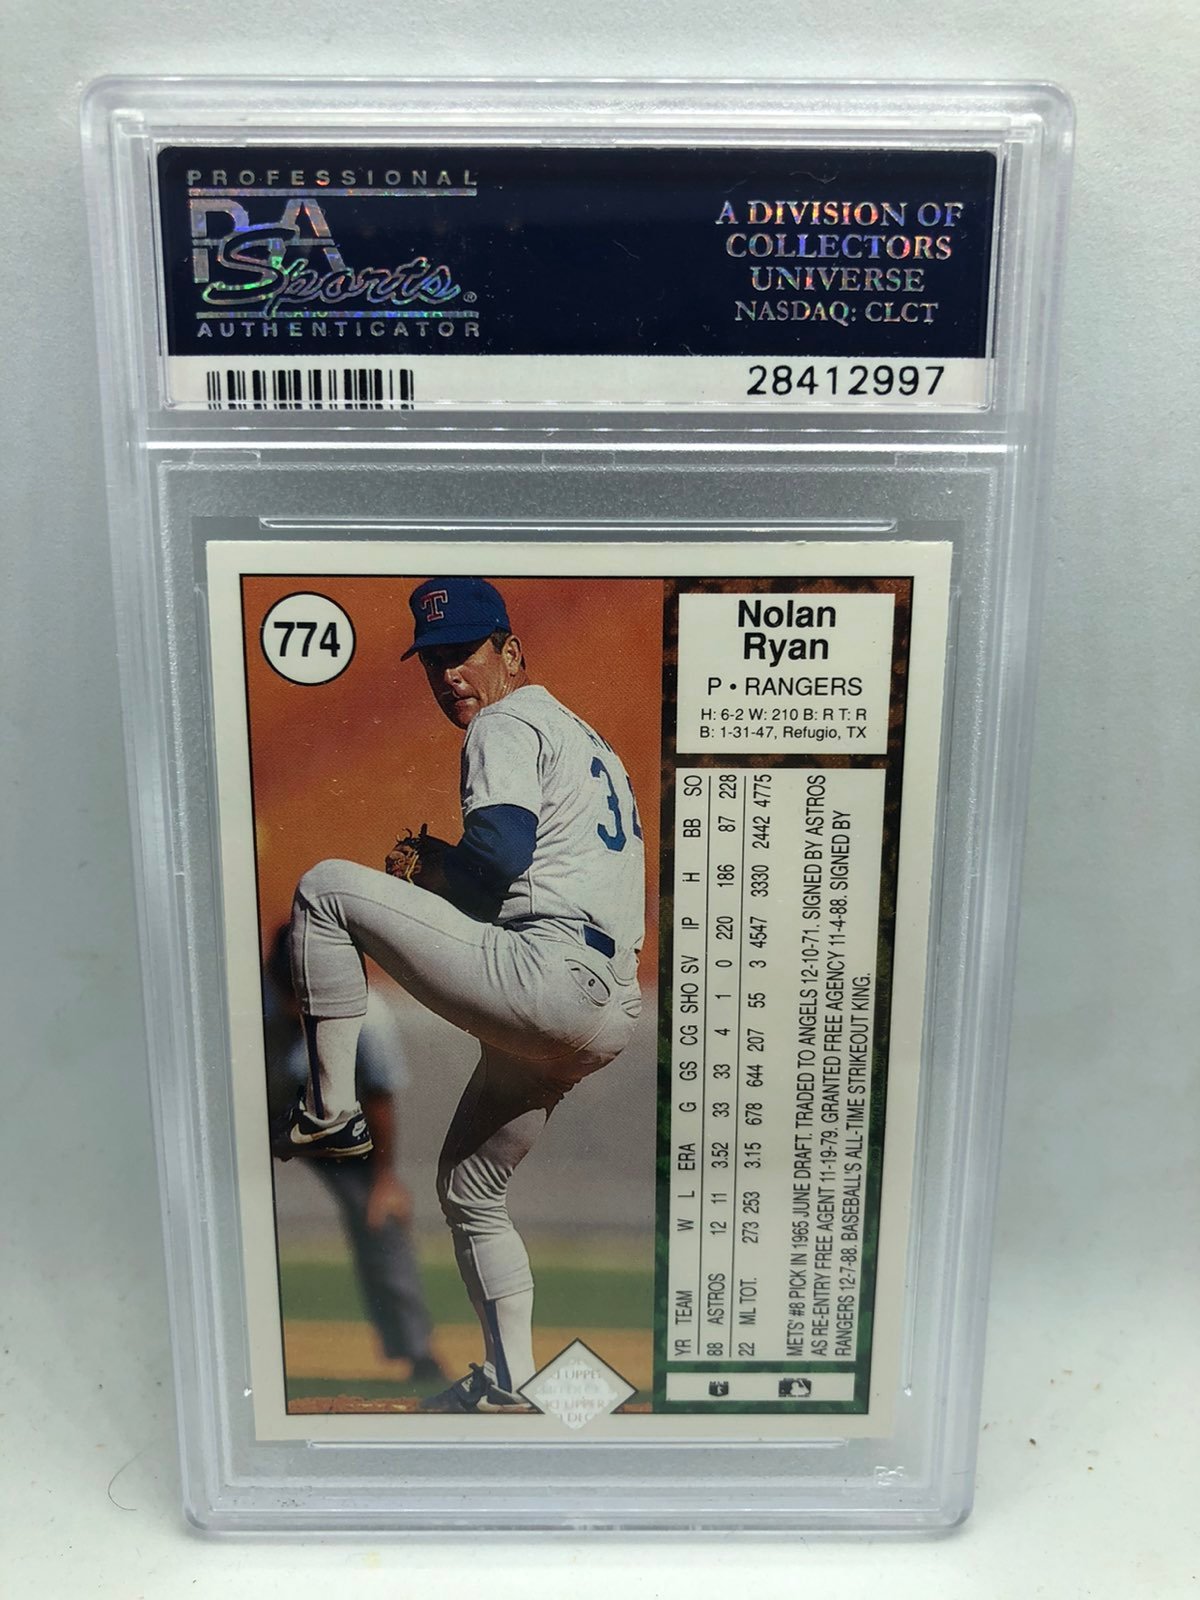 PROFESSIONAL
PSA
Sports®
AUTHENTICATOR
A DIVISION OF
COLLECTORS
UNIVERSE
NASDAQ: CLCT
28412997
774
Nolan
Ryan
P • RANGERS
H: 6-2 W: 210 B: R T: R
B: 1-31-47, Refugio, TX
YR TEAM W L ERA G GS CG SHO SV IP H BB SO
88 ASTROS 12 11 3.52 33 33 4 1 0 220 186 87 228
22 ML TOT. 273 253 3.15 678 644 207 55 3 4547 3330 2442 4775
METS' #8 PICK IN 1965 JUNE DRAFT. TRADED TO ANGELS 12-10-71. SIGNED BY ASTROS
AS RE-ENTRY FREE AGENT 11-19-79. GRANTED FREE AGENCY 11-4-88. SIGNED BY
RANGERS 12-7-88. BASEBALL'S ALL-TIME STRIKEOUT KING.
T
34
UPPER
UPPER
DEC